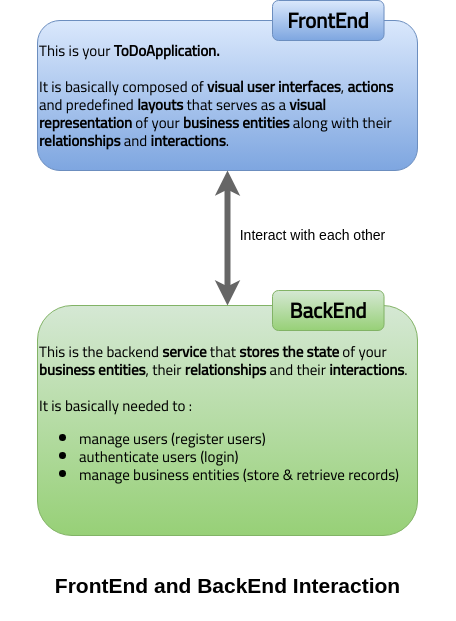 FrontEnd
This is your ToDoApplication.
It is basically composed of visual user interfaces, actions
and predefined layouts that serves as a visual
representation of your business entities along with their
relationships and interactions.
Interact with each other
BackEnd
This is the backend service that stores the state of your
business entities, their relationships and their interactions.
It is basically needed to :
manage users (register users)
authenticate users (login)
manage business entities (store & retrieve records)
FrontEnd and BackEnd Interaction